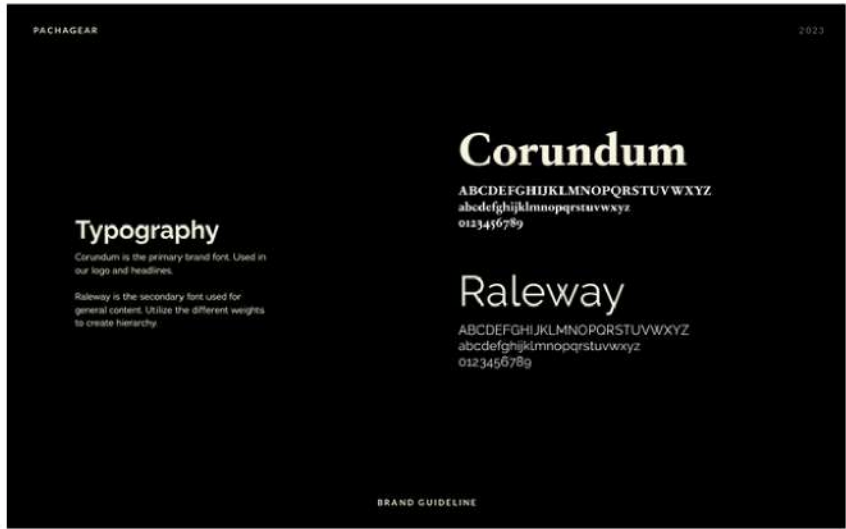 PACHAGEAR
2023
Typography
Corundum is the primary brand font. Used in
our logo and headlines.
Raleway is the secondary font used for
general content. Utilize the different weights
to create hierarchy.
Corundum
ABCDEFGHIJKLMNOPQRSTUVWXYZ
abcdefghijklmnopqrstuvwxyz
0123456789
Raleway
ABCDEFGHIJKLMNOPQRSTUVWXYZ
abcdefghijklmnopqrstuvwxyz
0123456789
BRAND GUIDELINE